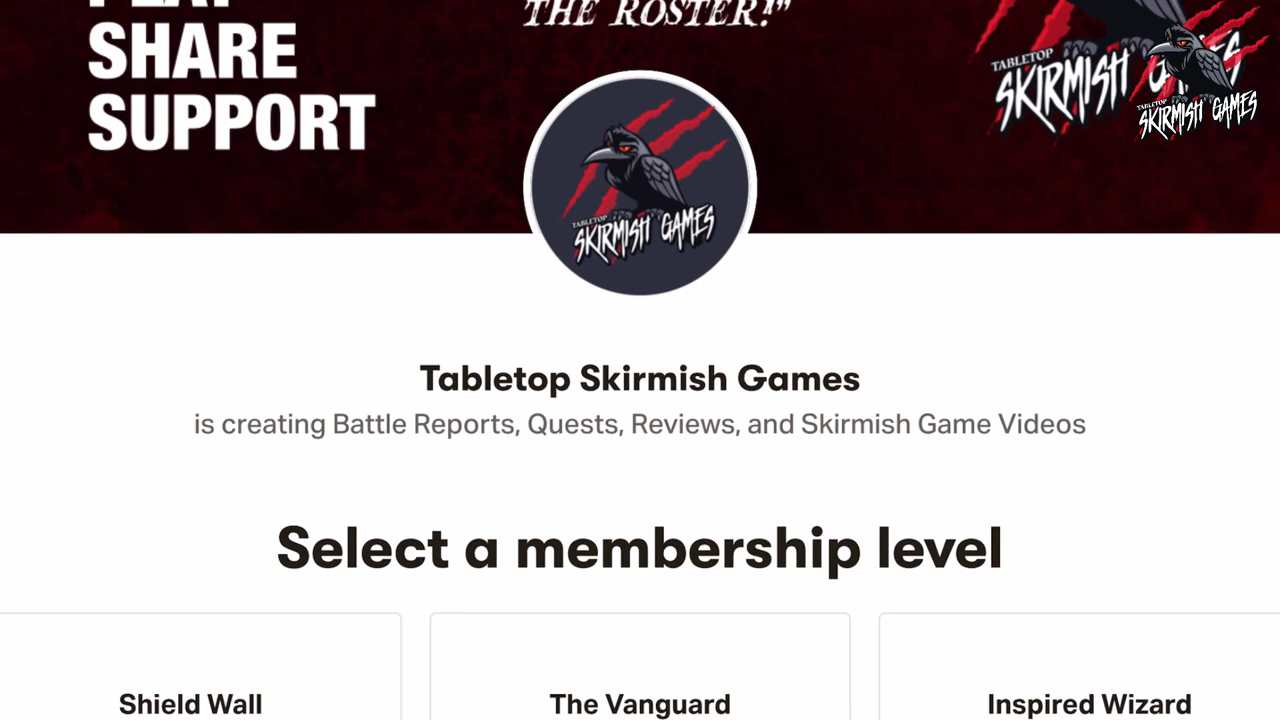 PLAY
SHARE
SUPPORT
THE ROSTER!"
TABLETOP
SKIRMISH GAMES
TABLETOP
SKIRMISH GAMES
TABLETOP
SKIRMISH GAMES
Tabletop Skirmish Games
is creating Battle Reports, Quests, Reviews, and Skirmish Game Videos
Select a membership level
Shield Wall
The Vanguard
Inspired Wizard